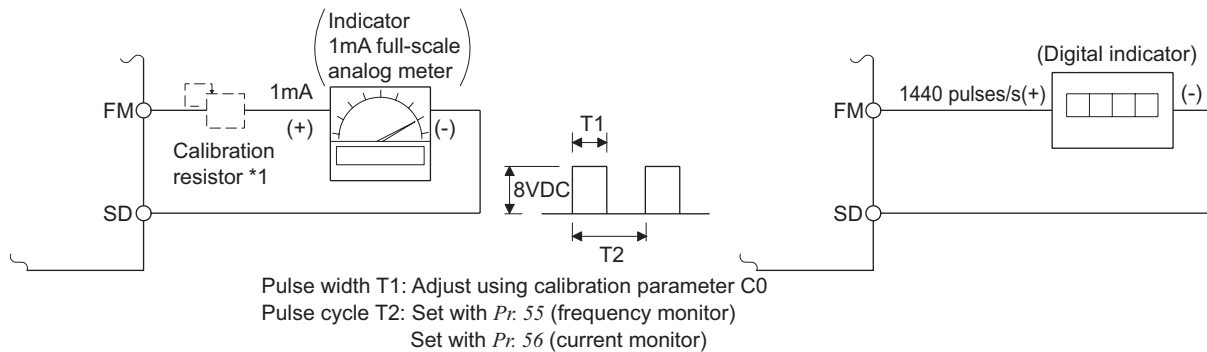 Indicator
1mA full-scale
analog meter
FM
1mA
(+)
(-)
Calibration
resistor *1
SD
T1
8VDC
T2
(Digital indicator)
FM
1440 pulses/s(+)
(-)
SD
Pulse width T1: Adjust using calibration parameter C0
Pulse cycle T2: Set with Pr. 55 (frequency monitor)
Set with Pr. 56 (current monitor)